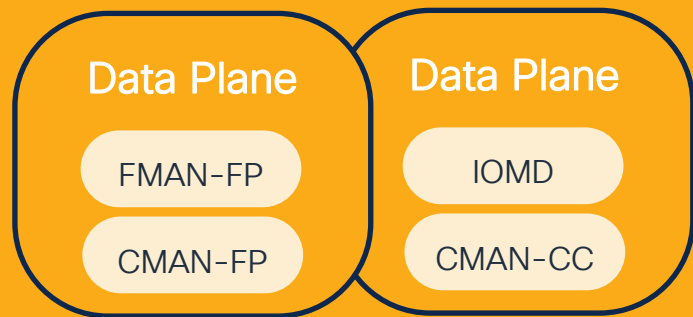 Data Plane
FMAN-FP
CMAN-FP
Data Plane
IOMD
CMAN-CC